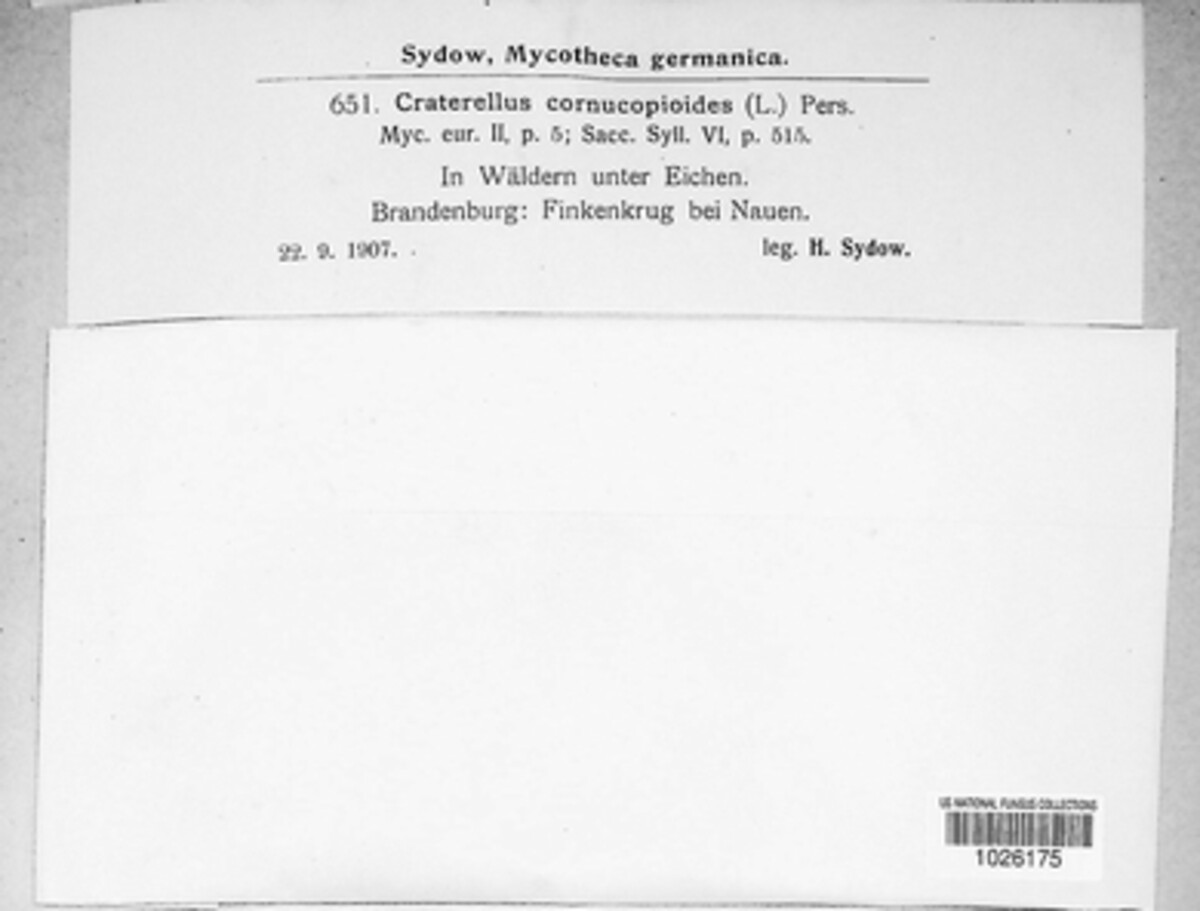 Sydow, Mycotheca germanica.
651. Craterellus cornucopioides (L.) Pers.
Myc. eur. II, p. 5; Sacc. Syll. VI, p. 515.
In Wäldern unter Eichen.
Brandenburg: Finkenkrug bei Nauen.
22. 9. 1907. leg. H. Sydow.
US NATIONAL FUNGUS COLLECTIONS
1026175